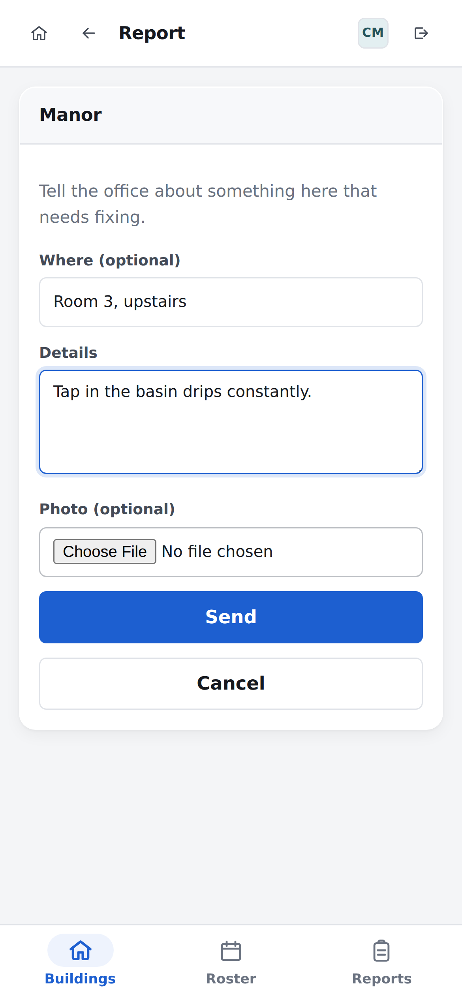 Report
CM
Manor
Tell the office about something here that
needs fixing.
Where (optional)
Room 3, upstairs
Details
Tap in the basin drips constantly.
Photo (optional)
Choose File No file chosen
Send
Cancel
Buildings
Roster
Reports